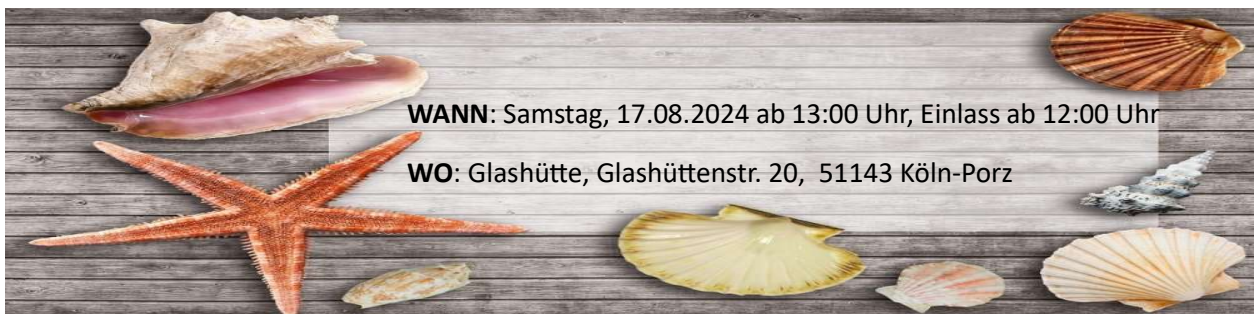 WANN: Samstag, 17.08.2024 ab 13:00 Uhr, Einlass ab 12:00 Uhr
WO: Glashütte, Glashüttenstr. 20,  51143 Köln-Porz